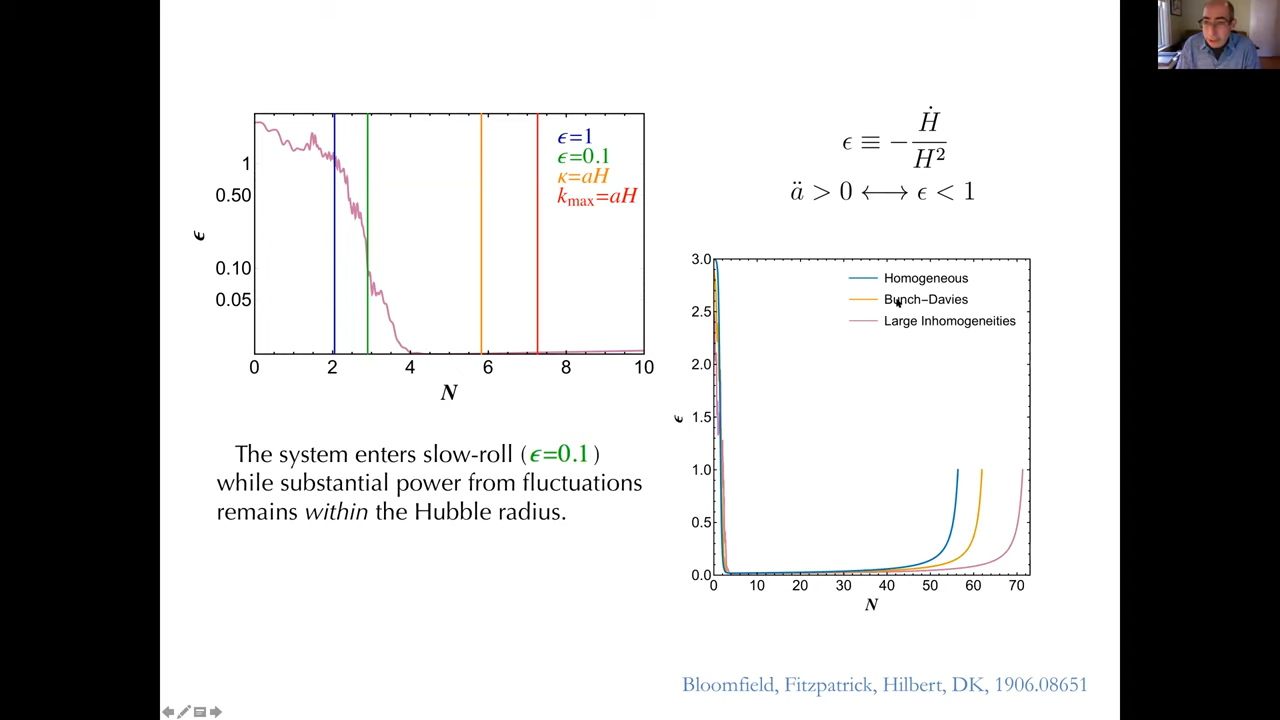 ϵ=1
ϵ=0.1
κ=aH
k_max=aH
1
0.50
0.10
0.05
ϵ
0 2 4 6 8 10
N
The system enters slow-roll (ϵ=0.1)
while substantial power from fluctuations
remains within the Hubble radius.
ϵ ≡ − Ḣ / H²
ä > 0 ⟷ ϵ < 1
3.0
2.5
2.0
1.5
1.0
0.5
0.0
ϵ
Homogeneous
Bunch–Davies
Large Inhomogeneities
0 10 20 30 40 50 60 70
N
Bloomfield, Fitzpatrick, Hilbert, DK, 1906.08651